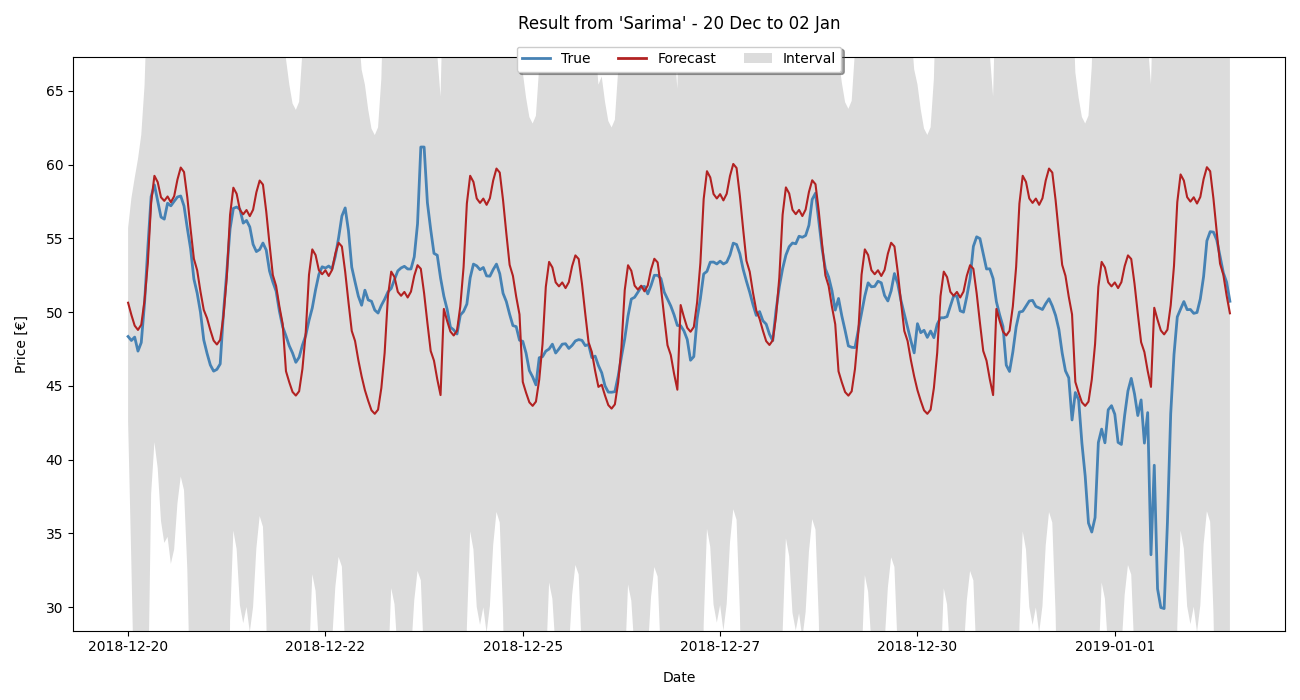 Result from 'Sarima' - 20 Dec to 02 Jan
True Forecast Interval
Price [€]
65
60
55
50
45
40
35
30
2018-12-20 2018-12-22 2018-12-25 2018-12-27 2018-12-30 2019-01-01
Date